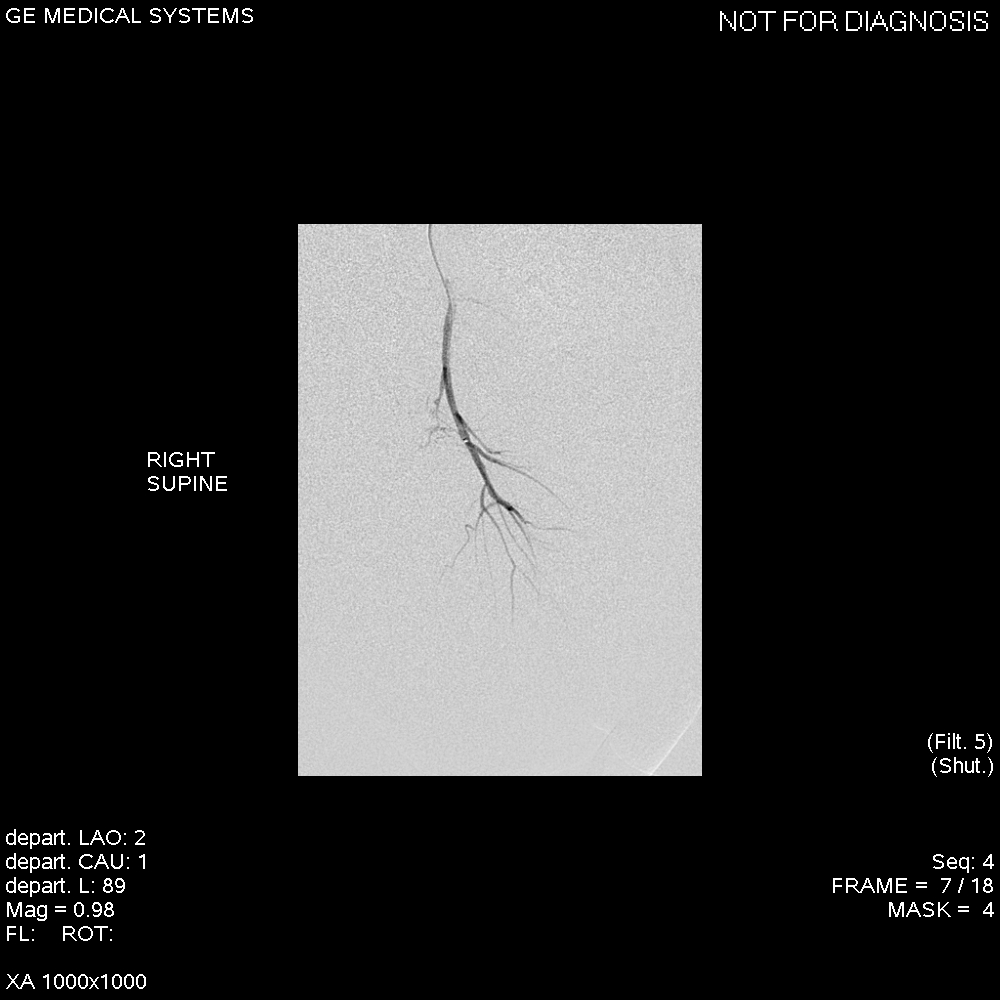 GE MEDICAL SYSTEMS
NOT FOR DIAGNOSIS
RIGHT
SUPINE
(Filt. 5)
(Shut.)
depart. LAO: 2
depart. CAU: 1
depart. L: 89
Mag = 0.98
FL: ROT:
Seq: 4
FRAME = 7 / 18
MASK = 4
XA 1000x1000